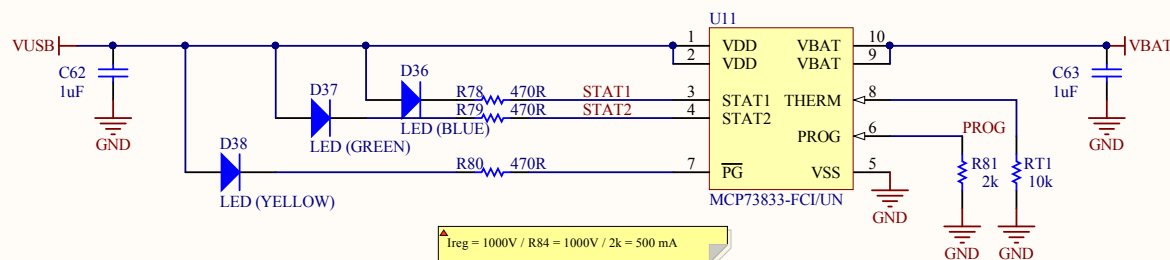 U11
VUSB
1 VDD VBAT 10
2 VDD VBAT 9
VBAT
C62
1uF
GND
D36
LED (BLUE)
R78 470R STAT1
3 STAT1 THERM 8
D37
LED (GREEN)
R79 470R STAT2
4 STAT2
PROG 6
PROG
C63
1uF
GND
D38
LED (YELLOW)
R80 470R
7 PG VSS 5
GND
R81
2k
GND
RT1
10k
GND
MCP73833-FCI/UN
Ireg = 1000V / R84 = 1000V / 2k = 500 mA